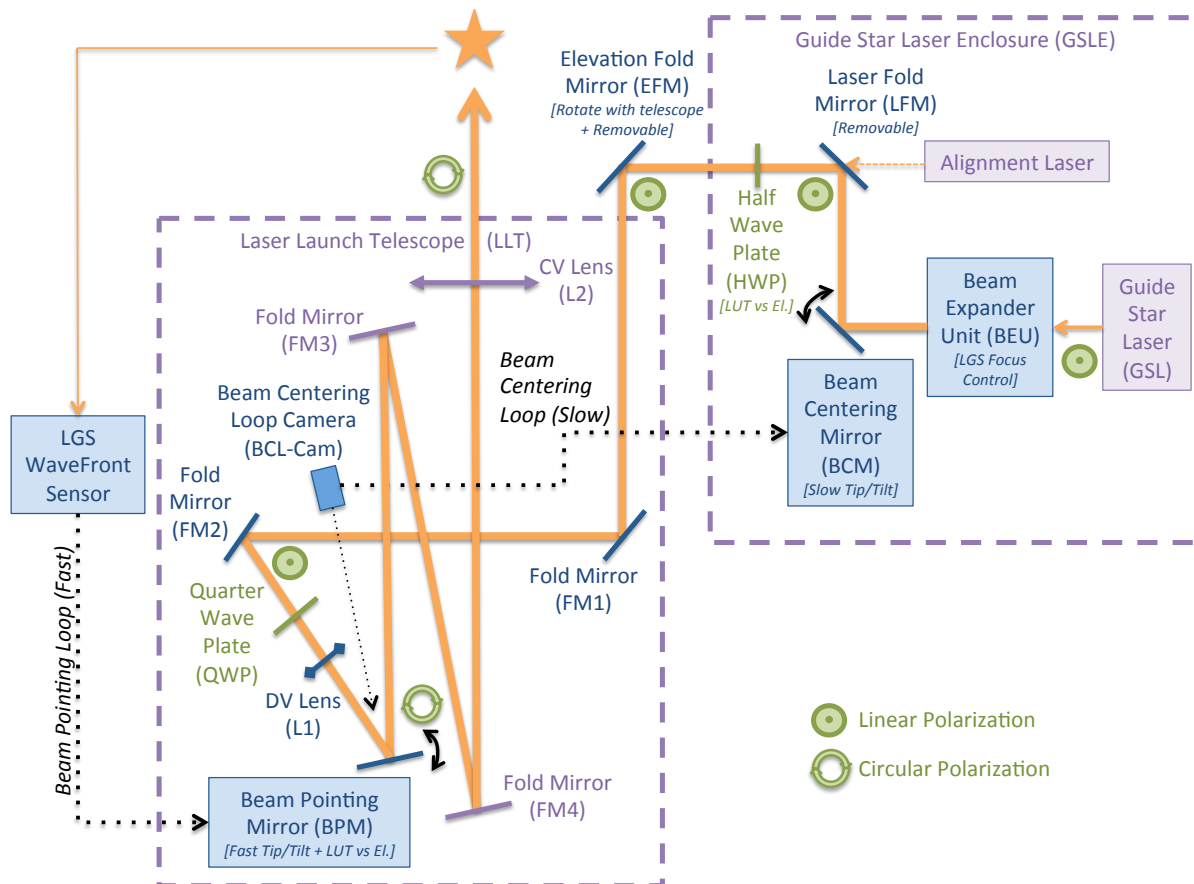 Guide Star Laser Enclosure (GSLE)
Elevation Fold
Mirror (EFM)
[Rotate with telescope
+ Removable]
Laser Fold
Mirror (LFM)
[Removable]
Alignment Laser
Half
Wave
Plate
(HWP)
[LUT vs El.]
Beam
Expander
Unit (BEU)
[LGS Focus
Control]
Guide
Star
Laser
(GSL)
Beam
Centering
Mirror
(BCM)
[Slow Tip/Tilt]
Laser Launch Telescope (LLT)
CV Lens
(L2)
Fold Mirror
(FM3)
Beam
Centering
Loop (Slow)
Beam Centering
Loop Camera
(BCL-Cam)
LGS
WaveFront
Sensor
Fold
Mirror
(FM2)
Fold Mirror
(FM1)
Quarter
Wave
Plate
(QWP)
DV Lens
(L1)
Beam Pointing Loop (Fast)
Fold Mirror
(FM4)
Beam Pointing
Mirror (BPM)
[Fast Tip/Tilt + LUT vs El.]
Linear Polarization
Circular Polarization